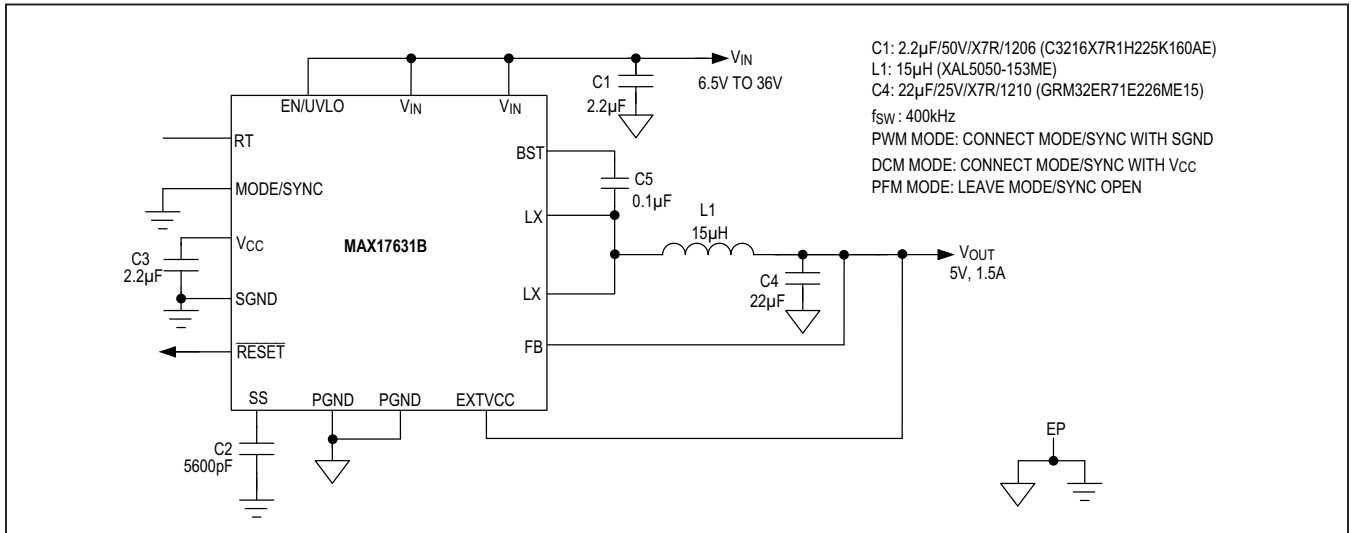 C1: 2.2µF/50V/X7R/1206 (C3216X7R1H225K160AE)
L1: 15µH (XAL5050-153ME)
C4: 22µF/25V/X7R/1210 (GRM32ER71E226ME15)
fSW : 400kHz
PWM MODE: CONNECT MODE/SYNC WITH SGND
DCM MODE: CONNECT MODE/SYNC WITH VCC
PFM MODE: LEAVE MODE/SYNC OPEN
VIN
6.5V TO 36V
C1
2.2µF
EN/UVLO
VIN
VIN
RT
BST
C5
0.1µF
MODE/SYNC
LX
L1
15µH
VCC
MAX17631B
VOUT
5V, 1.5A
C3
2.2µF
C4
22µF
LX
SGND
FB
RESET
SS
PGND
PGND
EXTVCC
C2
5600pF
EP